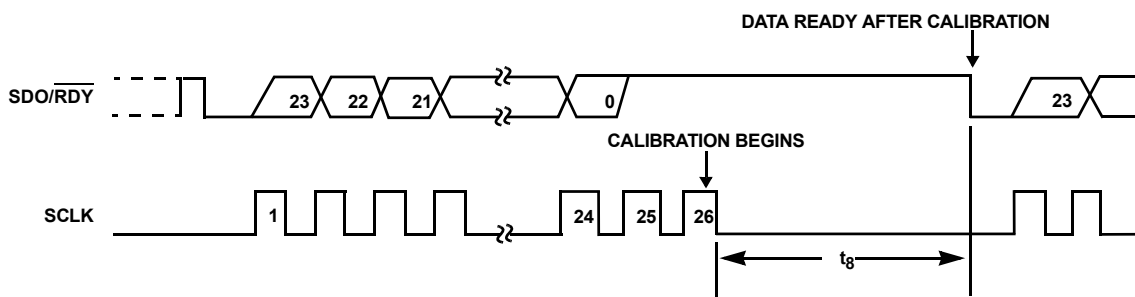 DATA READY AFTER CALIBRATION
SDO/RDY
23 22 21 0 23
CALIBRATION BEGINS
SCLK
1 24 25 26
t8